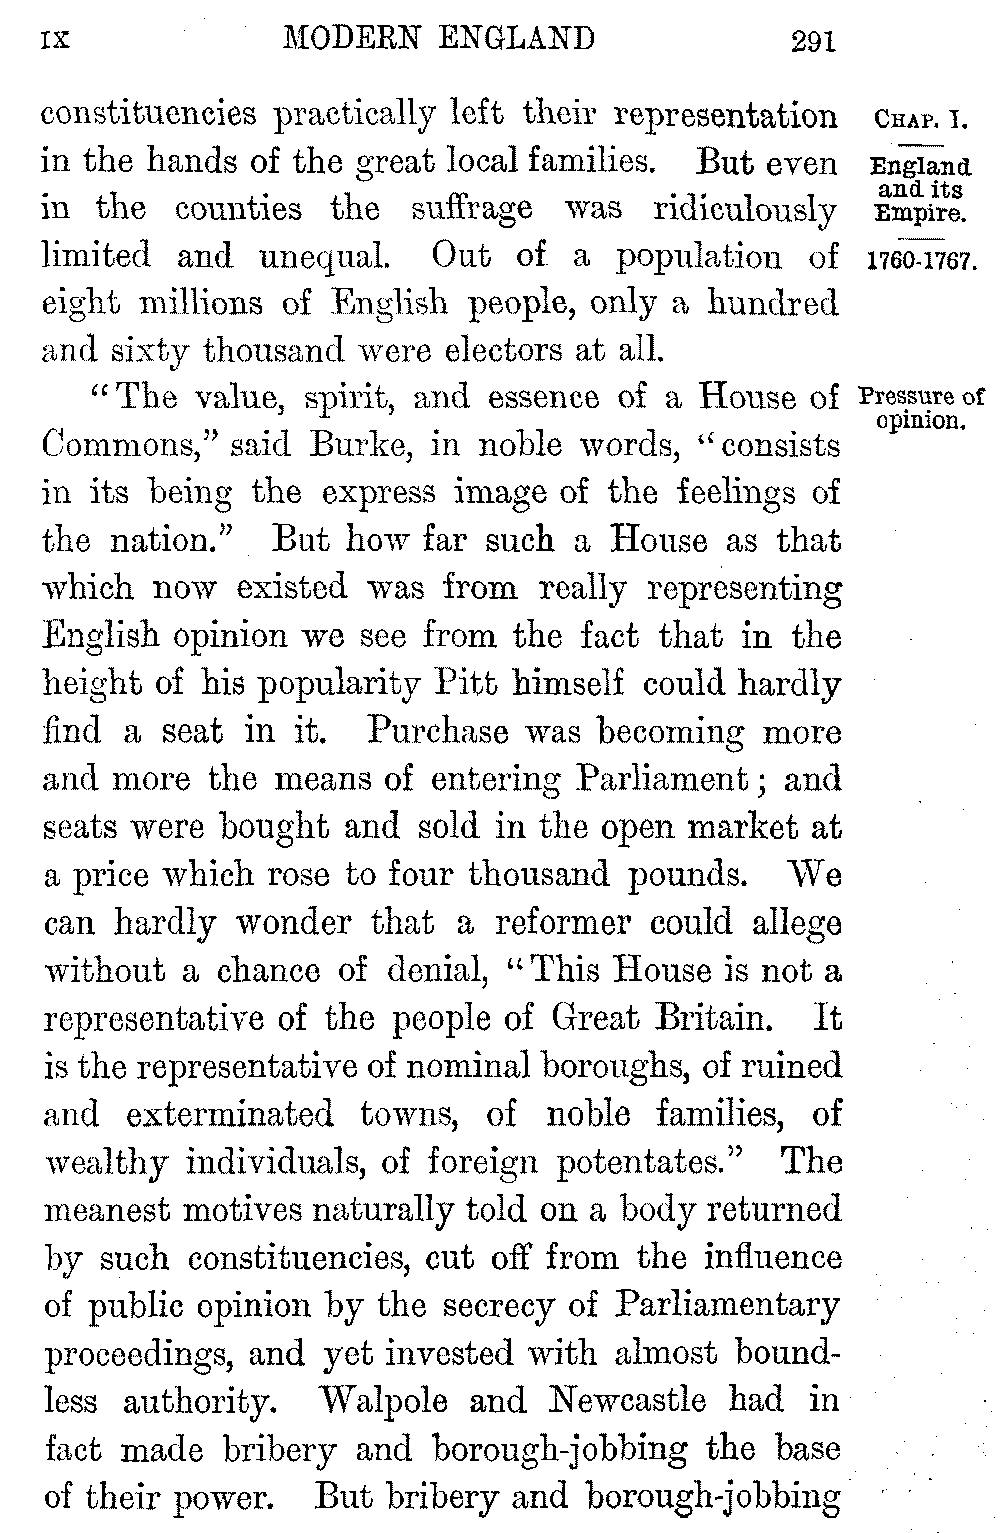 IX MODERN ENGLAND 291
constituencies practically left their representation
in the hands of the great local families. But even
in the counties the suffrage was ridiculously
limited and unequal. Out of a population of
eight millions of English people, only a hundred
and sixty thousand were electors at all.
“The value, spirit, and essence of a House of
Commons,” said Burke, in noble words, “consists
in its being the express image of the feelings of
the nation.” But how far such a House as that
which now existed was from really representing
English opinion we see from the fact that in the
height of his popularity Pitt himself could hardly
find a seat in it. Purchase was becoming more
and more the means of entering Parliament; and
seats were bought and sold in the open market at
a price which rose to four thousand pounds. We
can hardly wonder that a reformer could allege
without a chance of denial, “This House is not a
representative of the people of Great Britain. It
is the representative of nominal boroughs, of ruined
and exterminated towns, of noble families, of
wealthy individuals, of foreign potentates.” The
meanest motives naturally told on a body returned
by such constituencies, cut off from the influence
of public opinion by the secrecy of Parliamentary
proceedings, and yet invested with almost bound-
less authority. Walpole and Newcastle had in
fact made bribery and borough-jobbing the base
of their power. But bribery and borough-jobbing
CHAP. I.
England
and its
Empire.
1760-1767.
Pressure of
opinion.